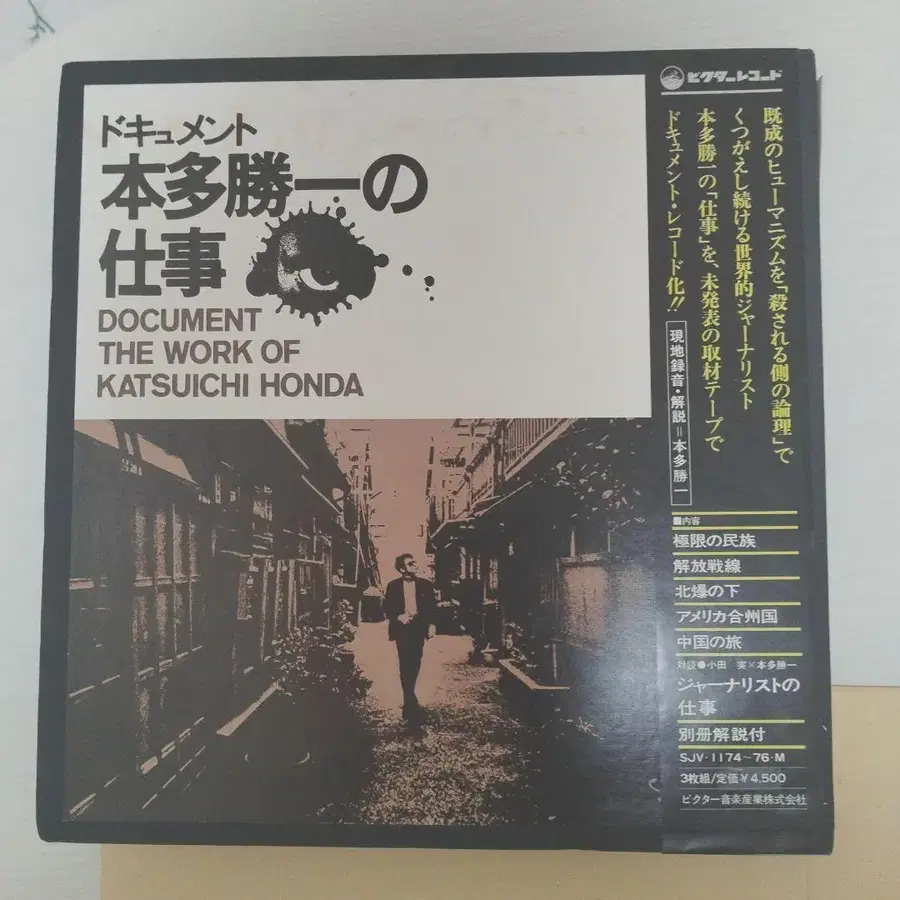 ドキュメント
本多勝一の
仕事
DOCUMENT
THE WORK OF
KATSUICHI HONDA
ビクターレコード
既成のヒューマニズムを「殺される側の論理」で
くつがえし続ける世界的ジャーナリスト
本多勝一の「仕事」を、未発表の取材テープで
ドキュメント・レコード化!!
現地録音・解説=本多勝一
■内容
極限の民族
解放戦線
北爆の下
アメリカ合州国
中国の旅
対談●小田 実×本多勝一
ジャーナリストの
仕事
別冊解説付
SJV-1174~76-M
3枚組/定価¥4,500
ビクター音楽産業株式会社